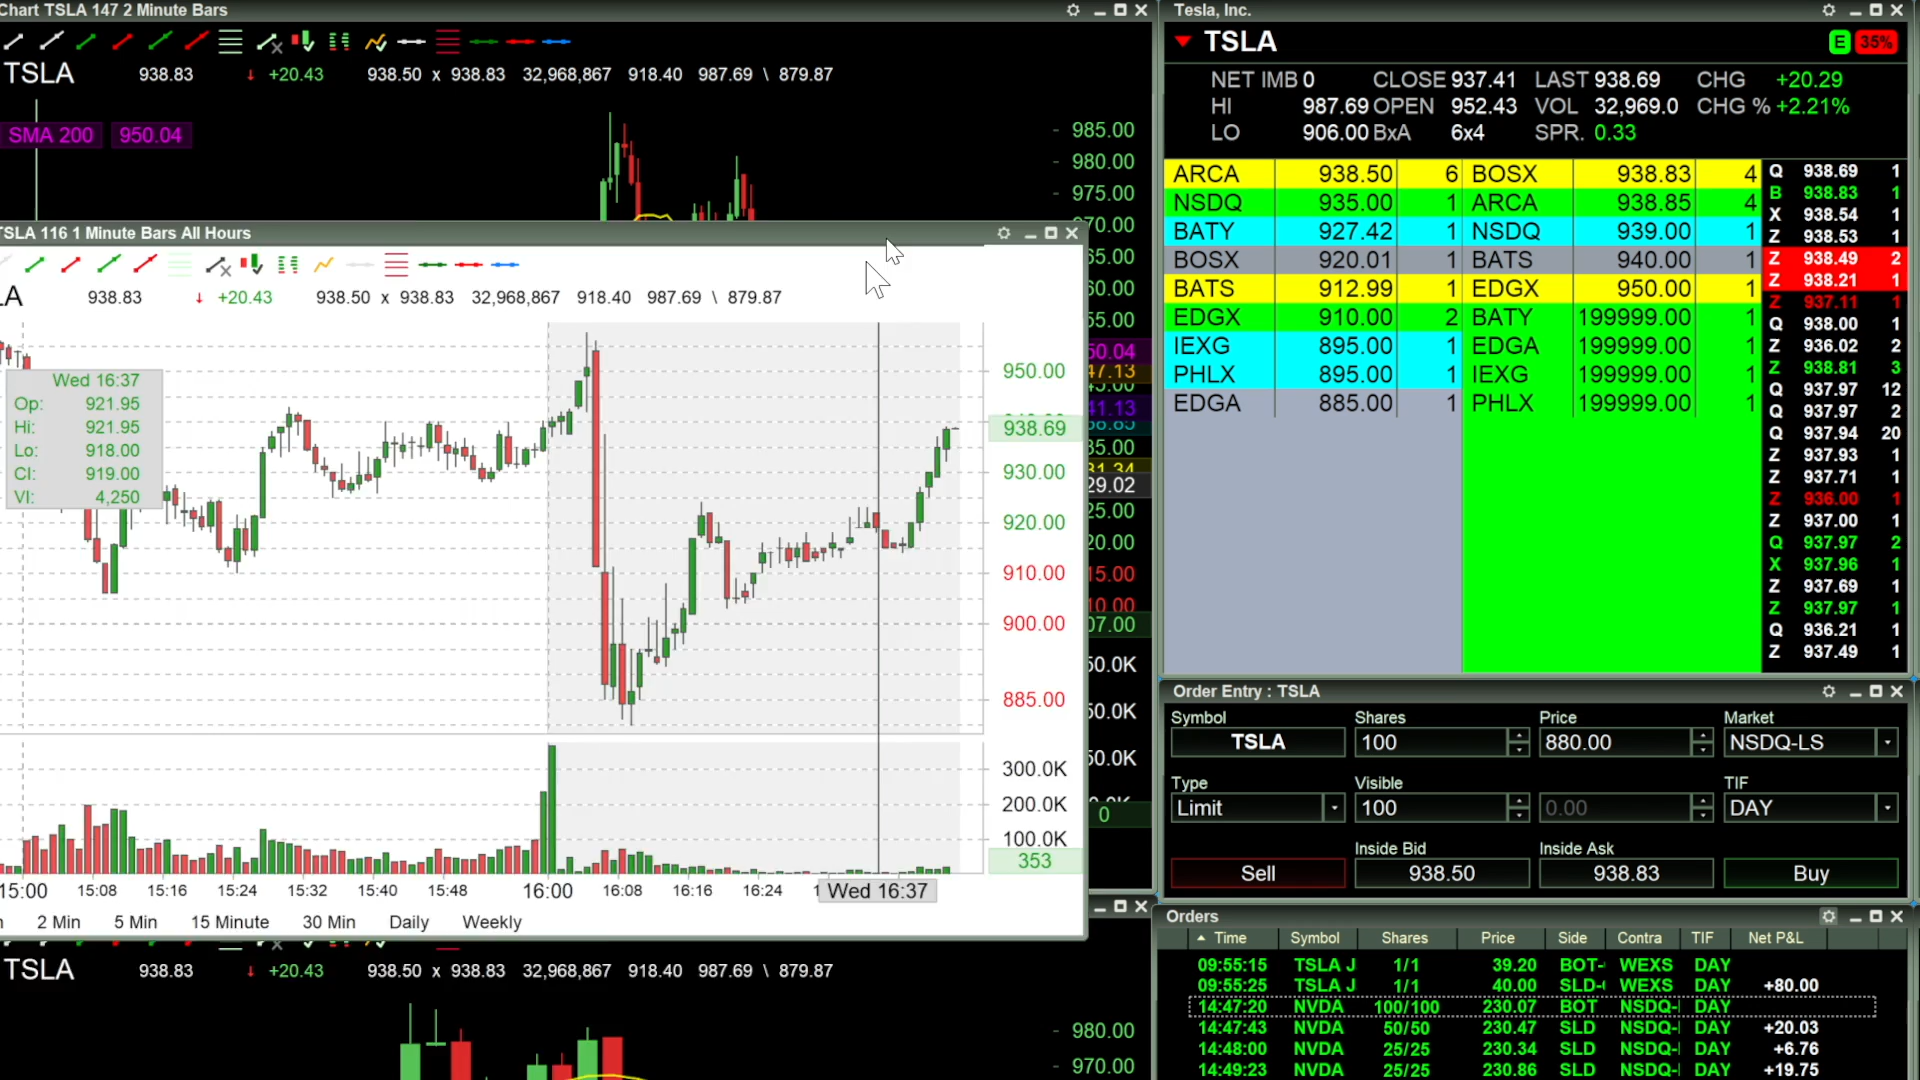 Chart TSLA 147 2 Minute Bars
TSLA 938.83 +20.43 938.50 x 938.83 32,968,867 918.40 987.69 \ 879.87
SMA 200 950.04
985.00
980.00
975.00
TSLA 116 1 Minute Bars All Hours
938.83 +20.43 938.50 x 938.83 32,968,867 918.40 987.69 \ 879.87
Wed 16:37
Op: 921.95
Hi: 921.95
Lo: 918.00
Cl: 919.00
Vl: 4,250
950.00
938.69
930.00
920.00
910.00
900.00
885.00
300.0K
200.0K
100.0K
353
15:00 15:08 15:16 15:24 15:32 15:40 15:48 16:00 16:08 16:16 16:24 Wed 16:37
2 Min 5 Min 15 Minute 30 Min Daily Weekly
TSLA 938.83 +20.43 938.50 x 938.83 32,968,867 918.40 987.69 \ 879.87
980.00
970.00
Tesla, Inc.
TSLA E 35%
NET IMB 0 CLOSE 937.41 LAST 938.69 CHG +20.29
HI 987.69 OPEN 952.43 VOL 32,969.0 CHG % +2.21%
LO 906.00 BxA 6x4 SPR. 0.33
ARCA 938.50 6 BOSX 938.83 4
NSDQ 935.00 1 ARCA 938.85 4
BATY 927.42 1 NSDQ 939.00 1
BOSX 920.01 1 BATS 940.00 1
BATS 912.99 1 EDGX 950.00 1
EDGX 910.00 2 BATY 199999.00 1
IEXG 895.00 1 EDGA 199999.00 1
PHLX 895.00 1 IEXG 199999.00 1
EDGA 885.00 1 PHLX 199999.00 1
Q 938.69 1
B 938.83 1
X 938.54 1
Z 938.53 1
Z 938.49 2
Z 938.21 1
Z 937.11 1
Q 938.00 1
Z 936.02 2
Z 938.81 3
Q 937.97 12
Q 937.97 2
Q 937.94 20
Z 937.93 1
Z 937.71 1
Z 936.00 1
Z 937.00 1
Q 937.97 2
X 937.96 1
Z 937.69 1
Z 937.97 1
Q 936.21 1
Z 937.49 1
Order Entry : TSLA
Symbol Shares Price Market
TSLA 100 880.00 NSDQ-LS
Type Visible TIF
Limit 100 0.00 DAY
Inside Bid Inside Ask
Sell 938.50 938.83 Buy
Orders
Time Symbol Shares Price Side Contra TIF Net P&L
09:55:15 TSLA J 1/1 39.20 BOT- WEXS DAY
09:55:25 TSLA J 1/1 40.00 SLD-( WEXS DAY +80.00
14:47:20 NVDA 100/100 230.07 BOT NSDQ- DAY
14:47:43 NVDA 50/50 230.47 SLD NSDQ- DAY +20.03
14:48:00 NVDA 25/25 230.34 SLD NSDQ- DAY +6.76
14:49:23 NVDA 25/25 230.86 SLD NSDQ- DAY +19.75